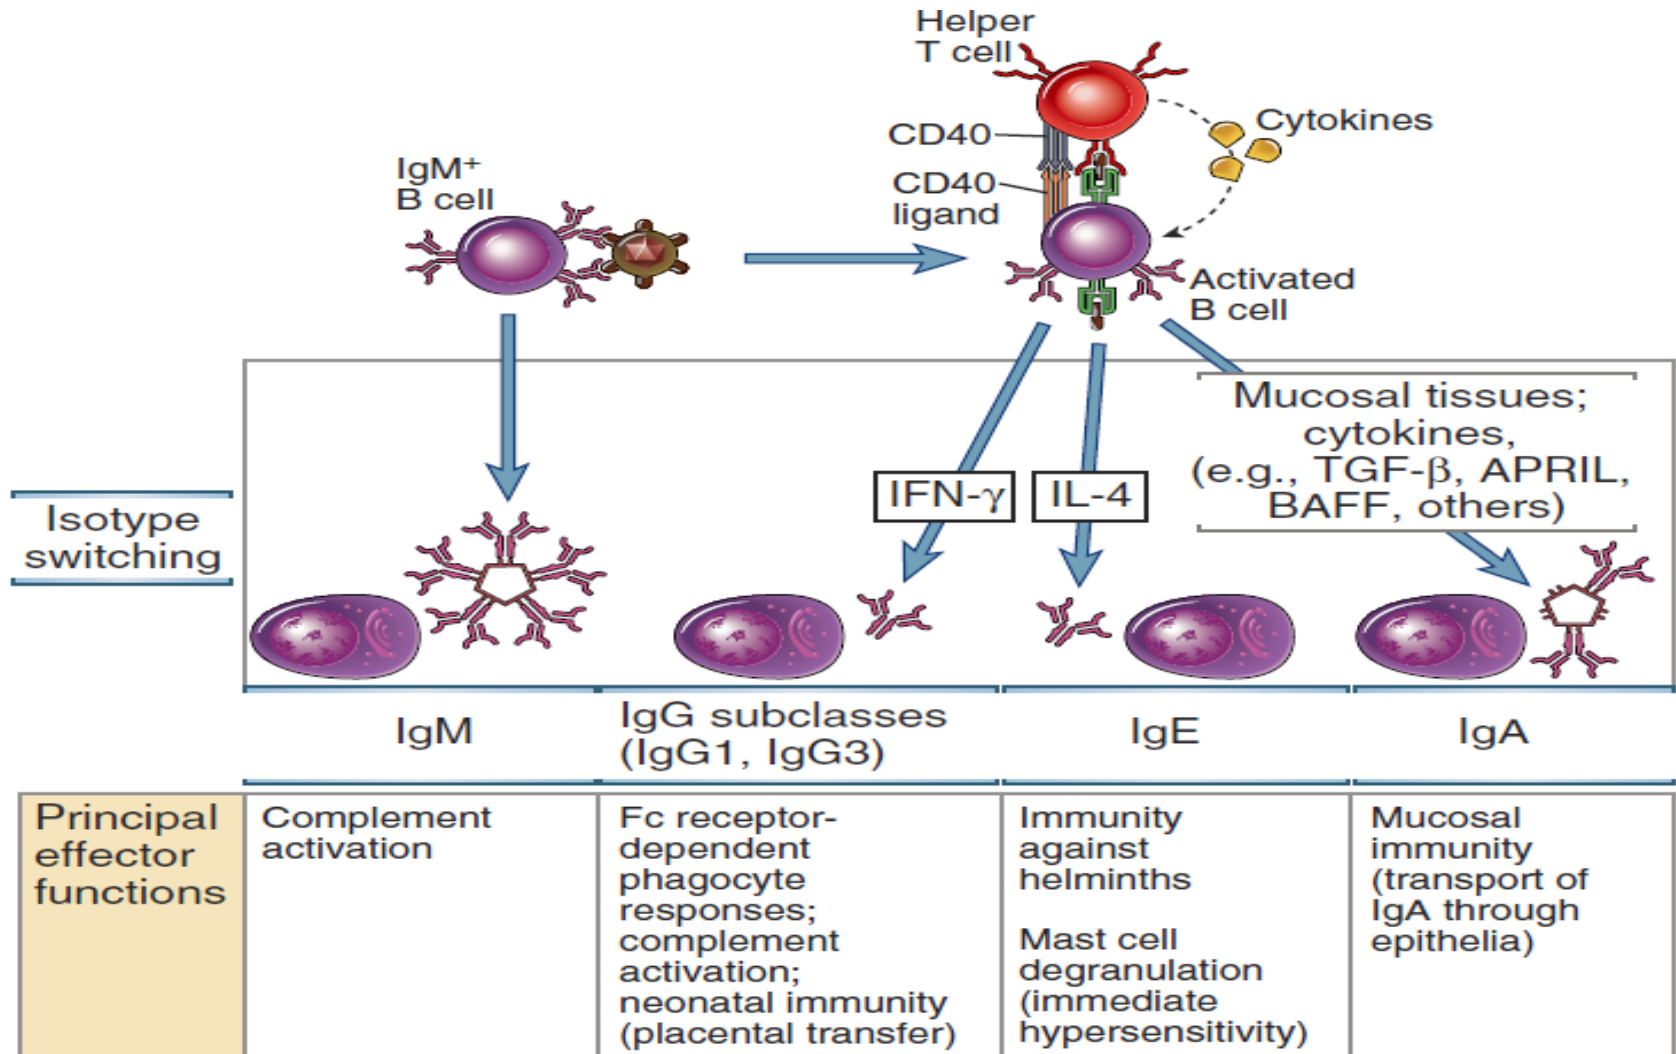 Helper
T cell
CD40
Cytokines
IgM+
B cell
CD40
ligand
Activated
B cell
Mucosal tissues;
cytokines,
(e.g., TGF-β, APRIL,
BAFF, others)
IFN-γ
IL-4
Isotype
switching
IgM
IgG subclasses
(IgG1, IgG3)
IgE
IgA
Principal
effector
functions
Complement
activation
Fc receptor-
dependent
phagocyte
responses;
complement
activation;
neonatal immunity
(placental transfer)
Immunity
against
helminths
Mast cell
degranulation
(immediate
hypersensitivity)
Mucosal
immunity
(transport of
IgA through
epithelia)